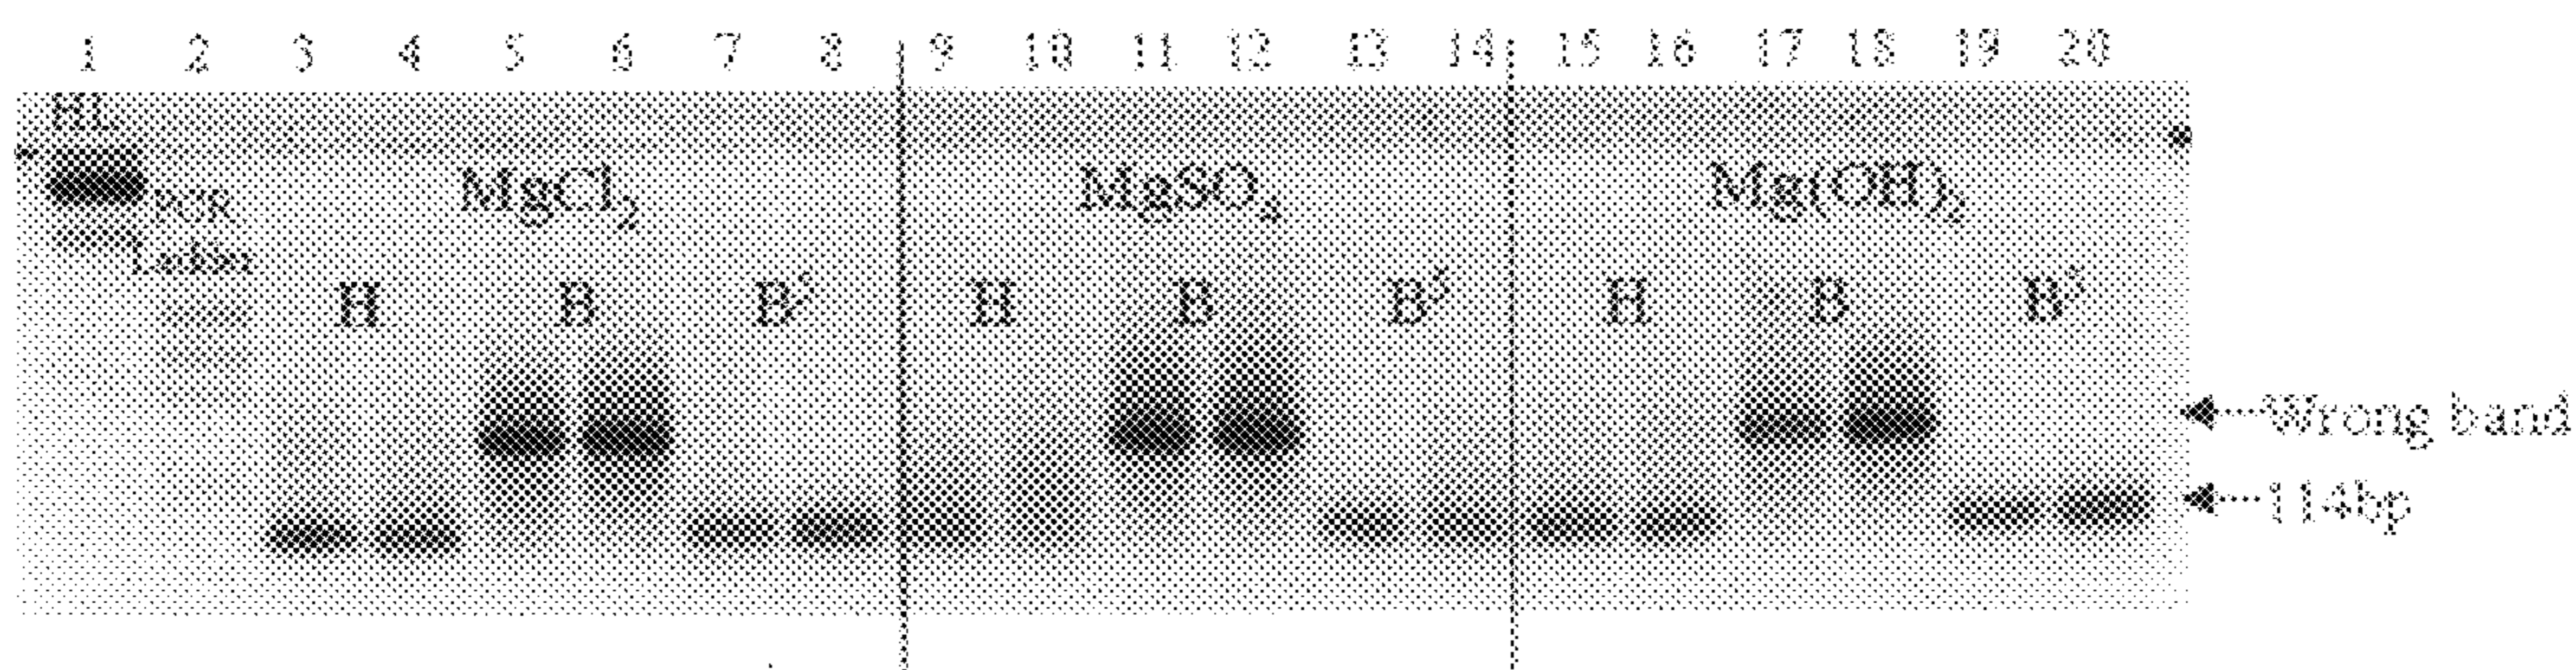 1 2 3 4 5 6 7 8 9 10 11 12 13 14 15 16 17 18 19 20
HL
PCR
Ladder
MgCl₂ MgSO₄ Mg(OH)₂
H B B⁵ H B B⁵ H B B⁵
Wrong band
114bp